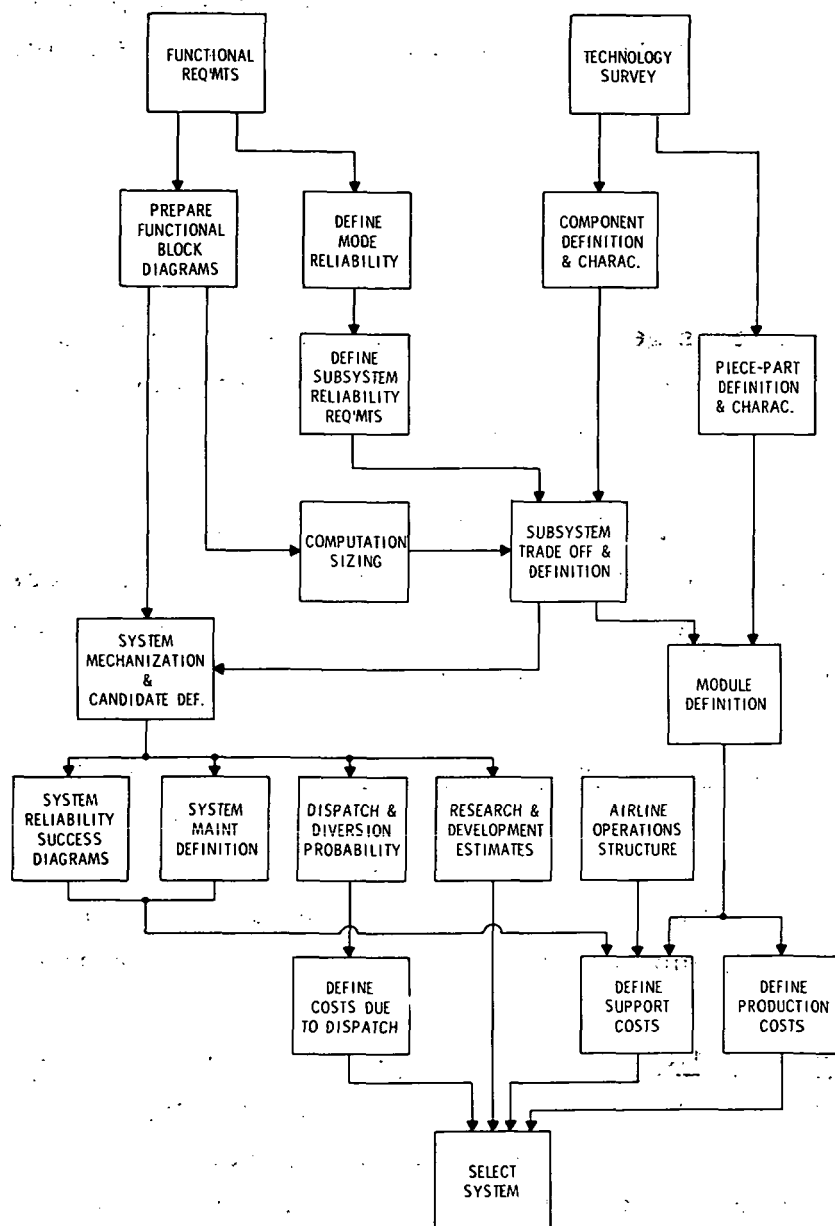 FUNCTIONAL
REQ'MTS
TECHNOLOGY
SURVEY
PREPARE
FUNCTIONAL
BLOCK
DIAGRAMS
DEFINE
MODE
RELIABILITY
COMPONENT
DEFINITION
& CHARAC.
DEFINE
SUBSYSTEM
RELIABILITY
REQ'MTS
PIECE-PART
DEFINITION
& CHARAC.
COMPUTATION
SIZING
SUBSYSTEM
TRADE OFF &
DEFINITION
SYSTEM
MECHANIZATION
&
CANDIDATE DEF.
MODULE
DEFINITION
SYSTEM
RELIABILITY
SUCCESS
DIAGRAMS
SYSTEM
MAINT
DEFINITION
DISPATCH &
DIVERSION
PROBABILITY
RESEARCH &
DEVELOPMENT
ESTIMATES
AIRLINE
OPERATIONS
STRUCTURE
DEFINE
COSTS DUE
TO DISPATCH
DEFINE
SUPPORT
COSTS
DEFINE
PRODUCTION
COSTS
SELECT
SYSTEM